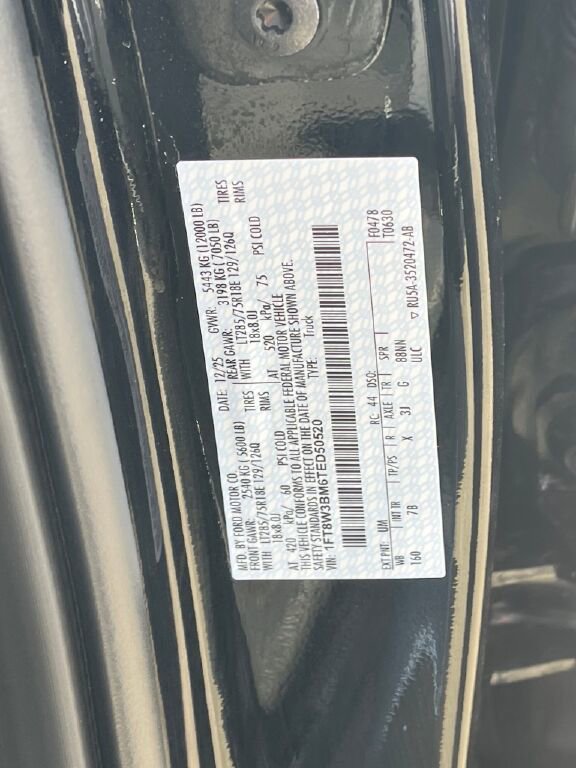 MFD. BY FORD MOTOR CO. DATE: 12/25 GVWR: 5443 KG (12000 LB)
FRONT GAWR: 2540 KG (5600 LB) REAR GAWR: 3198 KG (7050 LB)
WITH LT285/75R18E 129/126Q TIRES WITH LT285/75R18E 129/126Q TIRES
18x8.0J RIMS 18x8.0J RIMS
AT 420 kPa/ 60 PSI COLD AT 520 kPa/ 75 PSI COLD
THIS VEHICLE CONFORMS TO ALL APPLICABLE FEDERAL MOTOR VEHICLE
SAFETY STANDARDS IN EFFECT ON THE DATE OF MANUFACTURE SHOWN ABOVE.
VIN: 1FT8W3BM6TED50520 TYPE: Truck
F0478
T0630
EXT PNT: UM RC: 44 DSO:
WB INT TR TP/PS R AXLE TR SPR
160 7B X 3J G 88NN
ULC
RU5A-3520472-AB